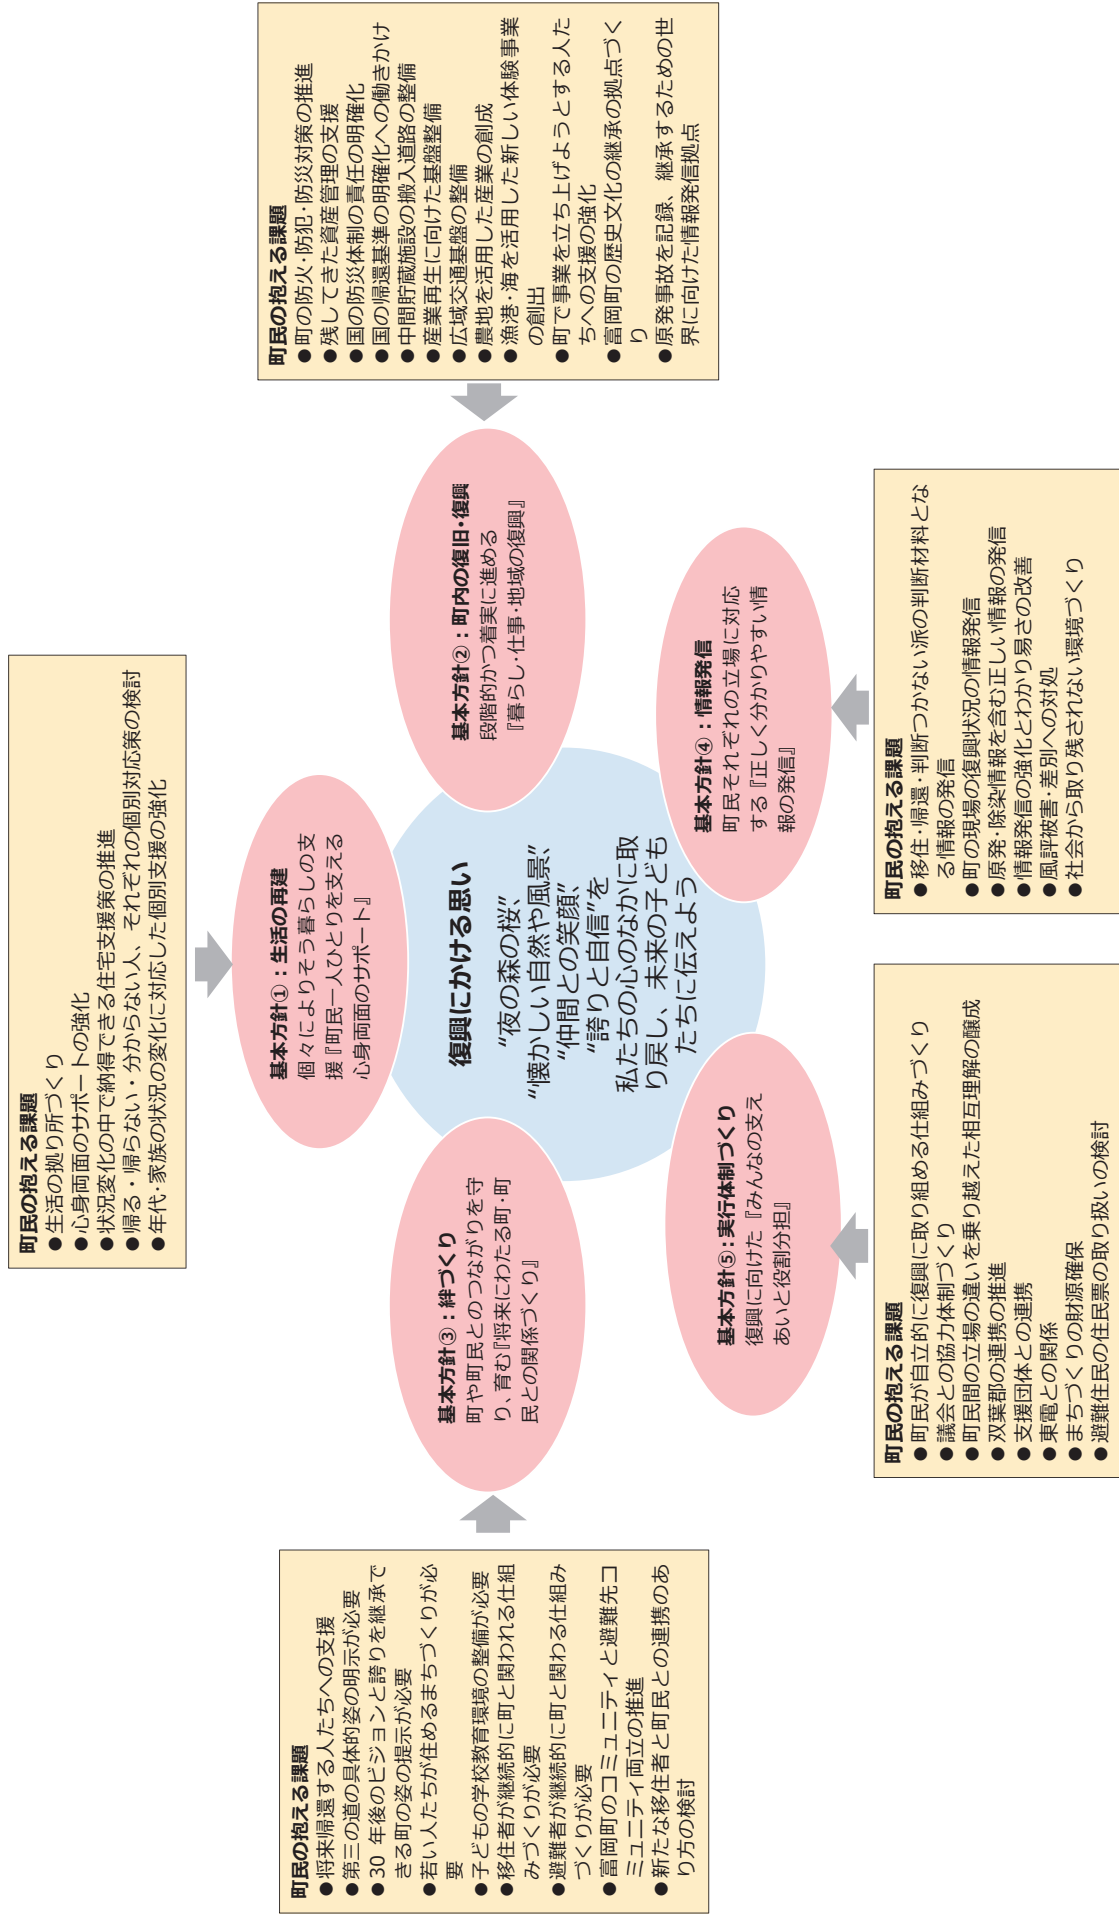 町民の抱える課題
●生活の拠り所づくり
●心身両面のサポートの強化
●状況変化の中で納得できる住宅支援策の推進
●帰る・帰らない・分からない人、それぞれの個別対応策の検討
●年代・家族の状況の変化に対応した個別支援の強化
基本方針①：生活の再建
個々によりそう暮らしの支
援『町民一人ひとりを支える
心身両面のサポート』
町民の抱える課題
●将来帰還する人たちへの支援
●第三の道の具体的姿の明示が必要
●30 年後のビジョンと誇りを継承で
きる町の姿の提示が必要
●若い人たちが住めるまちづくりが必
要
●子どもの学校教育環境の整備が必要
●移住者が継続的に町と関われる仕組
みづくりが必要
●避難者が継続的に町と関わる仕組み
づくりが必要
●富岡町のコミュニティと避難先コ
ミュニティ両立の推進
●新たな移住者と町民との連携のあ
り方の検討
基本方針③：絆づくり
町や町民とのつながりを守
り、育む『将来にわたる町・町
民との関係づくり』
復興にかける思い
“夜の森の桜”、
“懐かしい自然や風景”
“仲間との笑顔”、
“誇りと自信”を
私たちの心のなかに取
り戻し、未来の子ども
たちに伝えよう
基本方針②：町内の復旧・復興
段階的かつ着実に進める
『暮らし・仕事・地域の復興』
町民の抱える課題
●町の防火・防犯・防災対策の推進
●残してきた資産管理の支援
●国の防災体制の責任の明確化
●国の帰還基準の明確化への働きかけ
●中間貯蔵施設の搬入道路の整備
●産業再生に向けた基盤整備
●広域交通基盤の整備
●農地を活用した産業の創成
●漁港・海を活用した新しい体験事業
の創出
●町で事業を立ち上げようとする人た
ちへの支援の強化
●富岡町の歴史文化の継承の拠点づく
り
●原発事故を記録、継承するための世
界に向けた情報発信拠点
基本方針⑤：実行体制づくり
復興に向けた『みんなの支え
あいと役割分担』
基本方針④：情報発信
町民それぞれの立場に対応
する『正しく分かりやすい情
報の発信』
町民の抱える課題
●町民が自立的に復興に取り組める仕組みづくり
●議会との協力体制づくり
●町民間の立場の違いを乗り越えた相互理解の醸成
●双葉郡の連携の推進
●支援団体との連携
●東電との関係
●まちづくりの財源確保
●避難住民の住民票の取り扱いの検討
町民の抱える課題
●移住・帰還・判断つかない派の判断材料とな
る情報の発信
●町の現場の復興状況の情報発信
●原発・除染情報を含む正しい情報の発信
●情報発信の強化とわかり易さの改善
●風評被害・差別への対処
●社会から取り残されない環境づくり